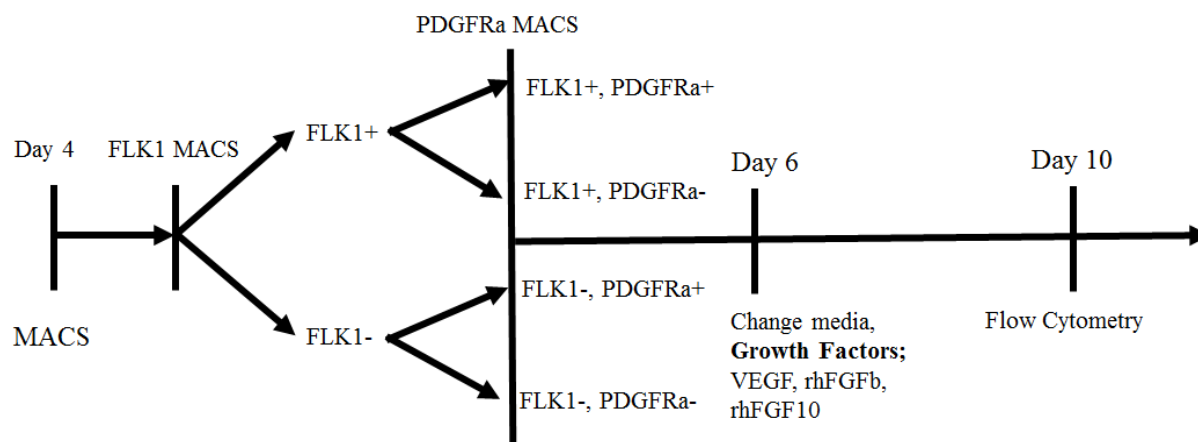 PDGFRa MACS
FLK1+, PDGFRa+
Day 4
FLK1 MACS
FLK1+
Day 6
Day 10
FLK1+, PDGFRa-
FLK1-, PDGFRa+
MACS
FLK1-
Change media,
Growth Factors;
VEGF, rhFGFb,
rhFGF10
Flow Cytometry
FLK1-, PDGFRa-